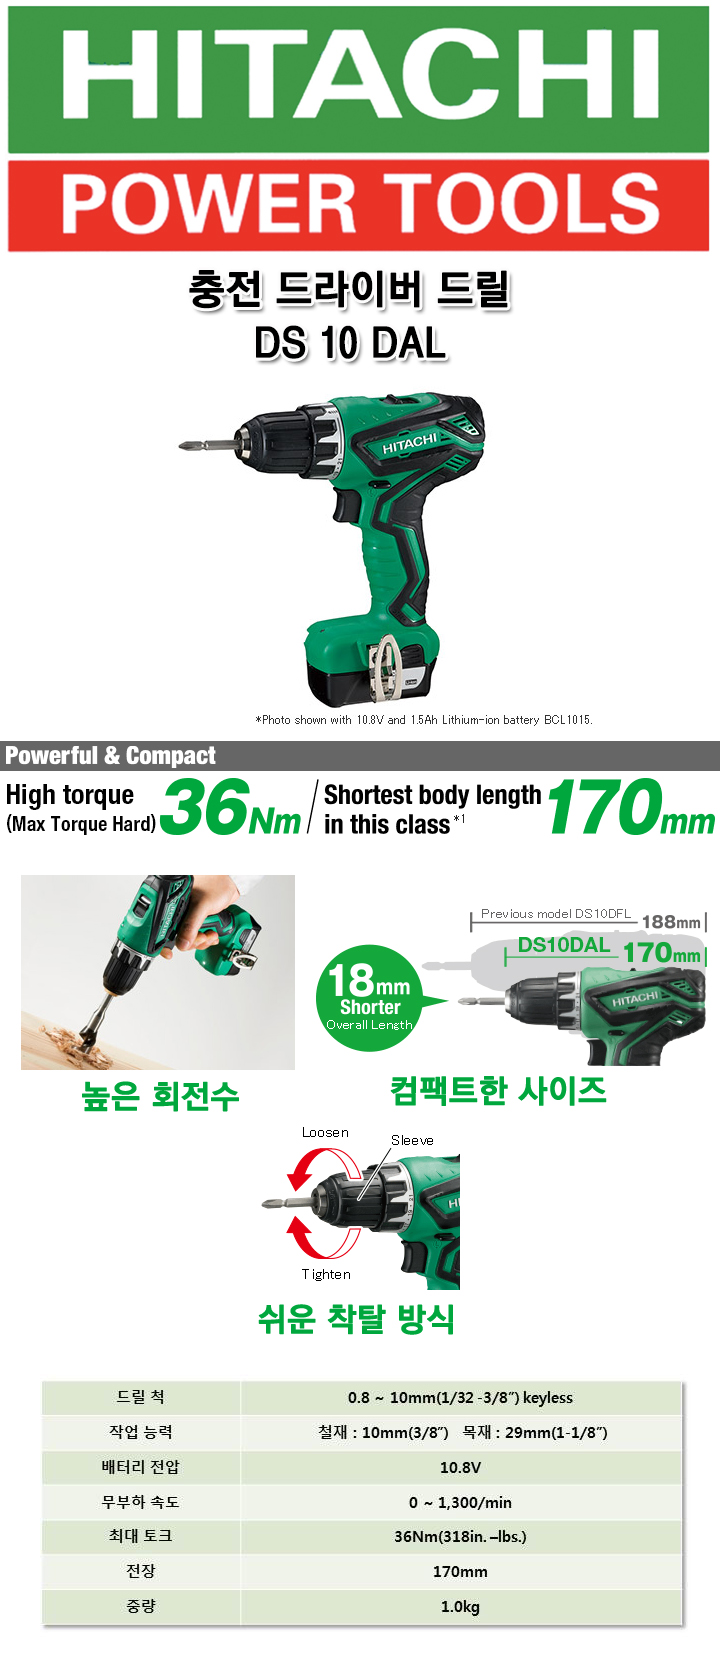 HITACHI
POWER TOOLS
충전 드라이버 드릴
DS 10 DAL
HITACHI
*Photo shown with 10.8V and 1.5Ah Lithium-ion battery BCL1015.
Powerful & Compact
High torque
(Max Torque Hard)
36Nm
/
Shortest body length
in this class*1
170mm
Previous model DS10DFL
188mm
DS10DAL
170mm
18mm
Shorter
Overall Length
HITACHI
높은 회전수
컴팩트한 사이즈
Loosen
Sleeve
Tighten
쉬운 착탈 방식
드릴 척 0.8 ~ 10mm(1/32 -3/8″) keyless
작업 능력 철재 : 10mm(3/8″) 목재 : 29mm(1-1/8″)
배터리 전압 10.8V
무부하 속도 0 ~ 1,300/min
최대 토크 36Nm(318in. –lbs.)
전장 170mm
중량 1.0kg